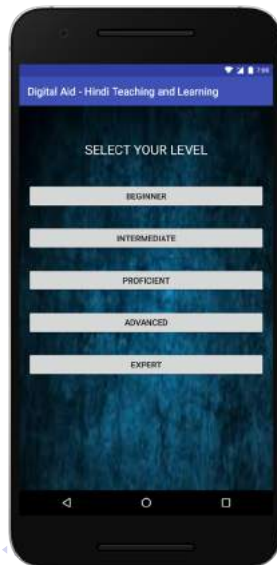 Digital Aid - Hindi Teaching and Learning
SELECT YOUR LEVEL
BEGINNER
INTERMEDIATE
PROFICIENT
ADVANCED
EXPERT